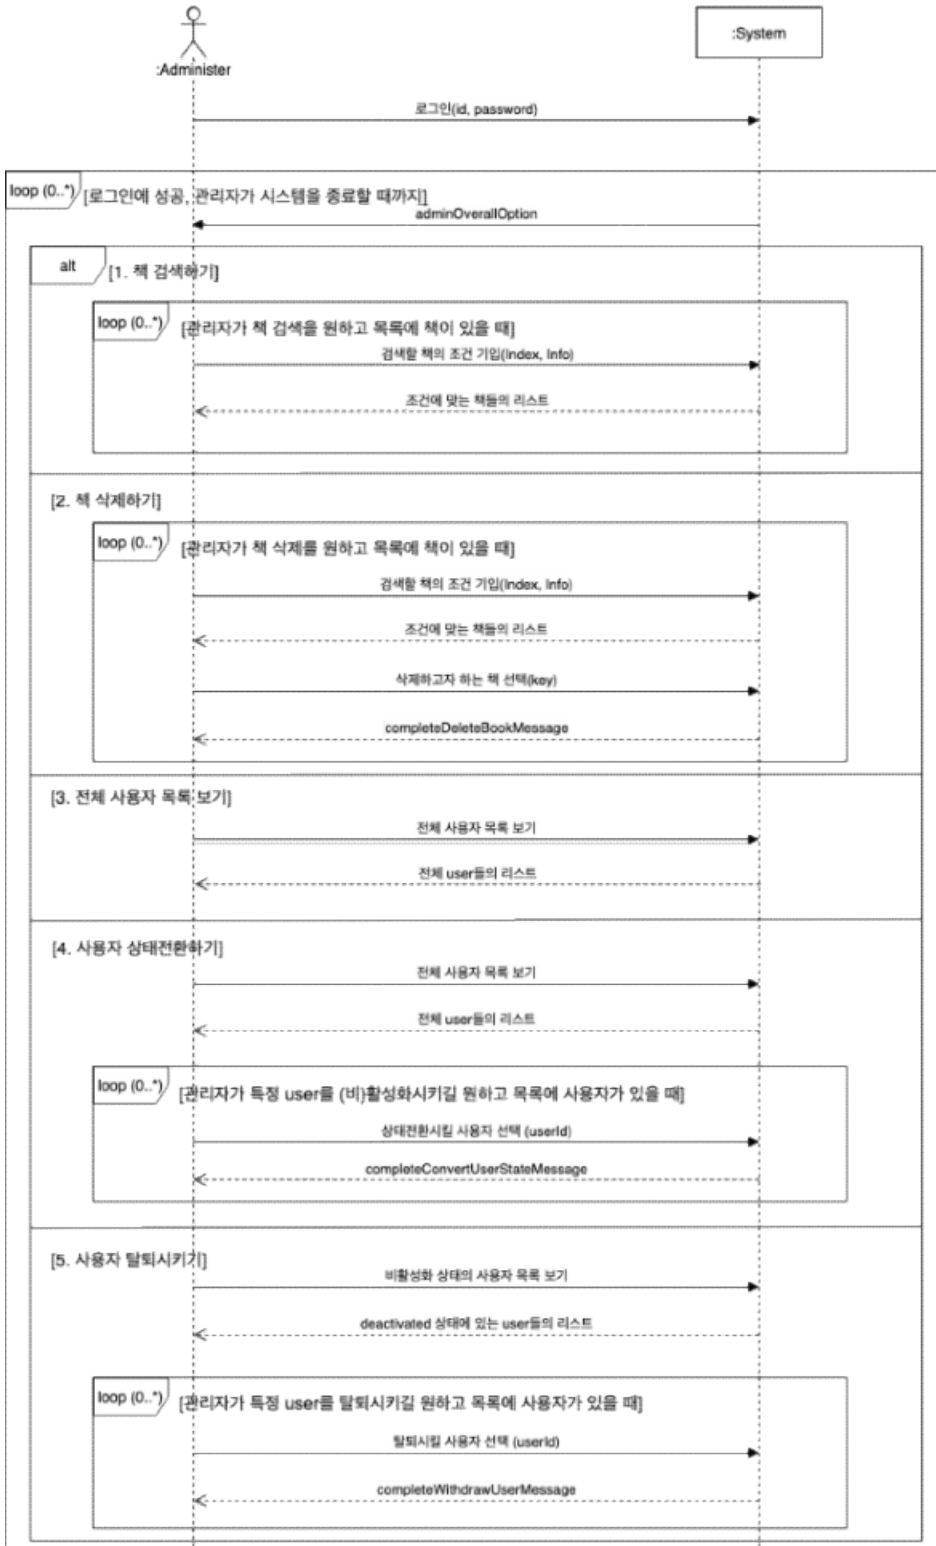 :System
:Administer
로그인(id, password)
loop (0..*)
[로그인에 성공, 관리자가 시스템을 종료할 때까지]
adminOverallOption
alt
[1. 책 검색하기]
loop (0..*)
[관리자가 책 검색을 원하고 목록에 책이 있을 때]
검색할 책의 조건 기입(Index, Info)
조건에 맞는 책들의 리스트
[2. 책 삭제하기]
loop (0..*)
[관리자가 책 삭제를 원하고 목록에 책이 있을 때]
검색할 책의 조건 기입(Index, Info)
조건에 맞는 책들의 리스트
삭제하고자 하는 책 선택(key)
completeDeleteBookMessage
[3. 전체 사용자 목록 보기]
전체 사용자 목록 보기
전체 user들의 리스트
[4. 사용자 상태전환하기]
전체 사용자 목록 보기
전체 user들의 리스트
loop (0..*)
[관리자가 특정 user를 (비)활성화시키길 원하고 목록에 사용자가 있을 때]
상태전환시킬 사용자 선택 (userId)
completeConvertUserStateMessage
[5. 사용자 탈퇴시키기]
비활성화 상태의 사용자 목록 보기
deactivated 상태에 있는 user들의 리스트
loop (0..*)
[관리자가 특정 user를 탈퇴시키길 원하고 목록에 사용자가 있을 때]
탈퇴시킬 사용자 선택 (userId)
completeWithdrawUserMessage